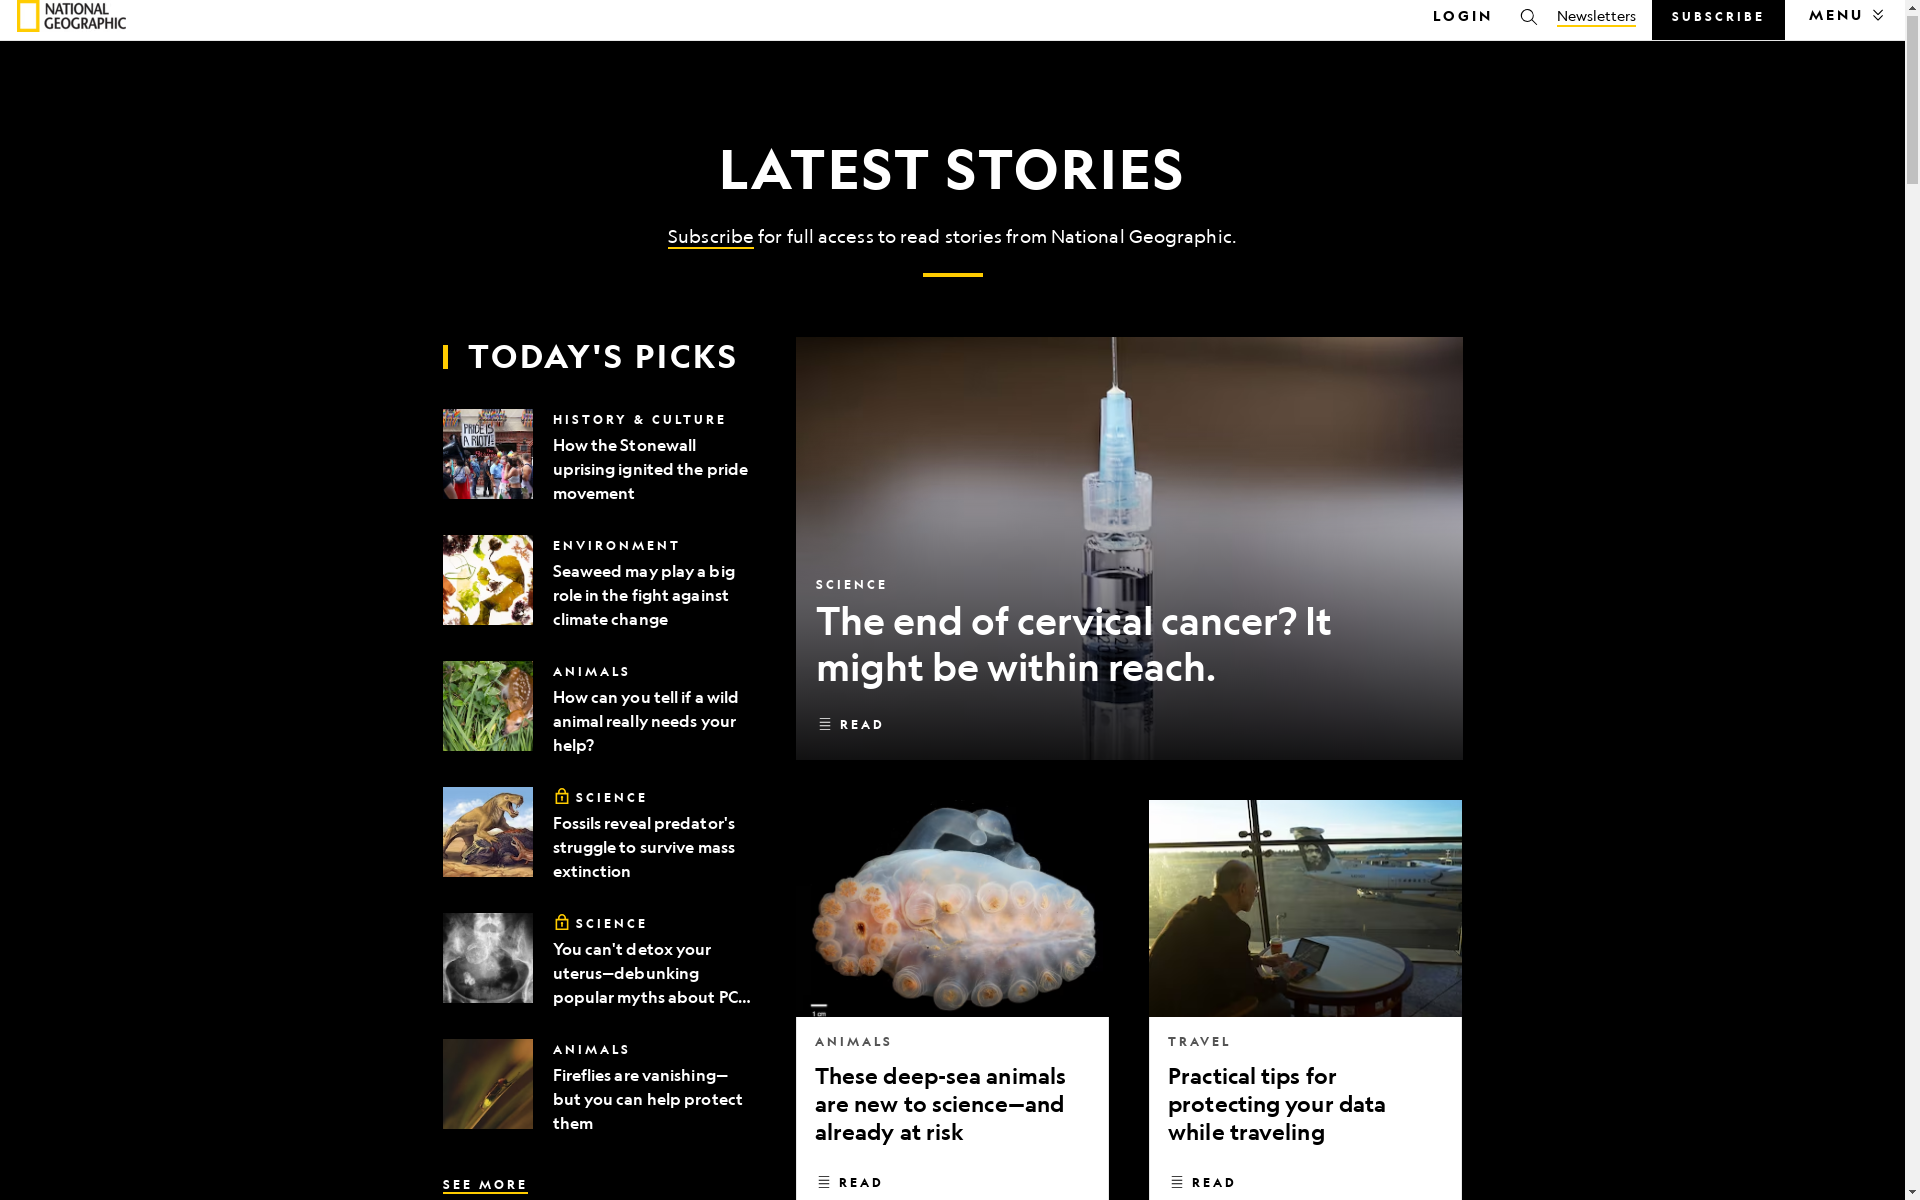 NATIONAL
GEOGRAPHIC
LOGIN
Newsletters
SUBSCRIBE
MENU
LATEST STORIES
Subscribe for full access to read stories from National Geographic.
TODAY'S PICKS
HISTORY & CULTURE
How the Stonewall
uprising ignited the pride
movement
PRIDE IS
A RIOT!
ENVIRONMENT
Seaweed may play a big
role in the fight against
climate change
ANIMALS
How can you tell if a wild
animal really needs your
help?
SCIENCE
Fossils reveal predator's
struggle to survive mass
extinction
SCIENCE
You can't detox your
uterus—debunking
popular myths about PC...
ANIMALS
Fireflies are vanishing—
but you can help protect
them
SEE MORE
SCIENCE
The end of cervical cancer? It
might be within reach.
READ
1 cm
ANIMALS
These deep-sea animals
are new to science—and
already at risk
READ
TRAVEL
Practical tips for
protecting your data
while traveling
READ